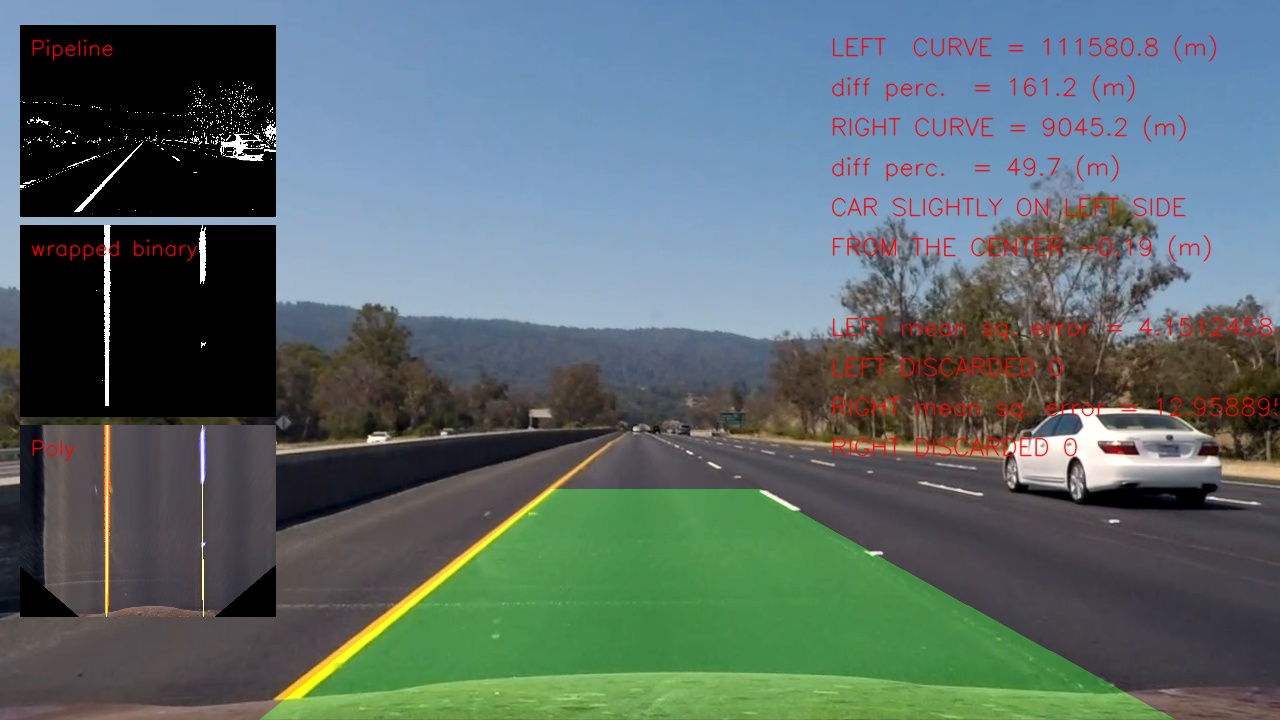 Pipeline
wrapped binary
Poly
LEFT  CURVE = 111580.8 (m)
diff perc.  = 161.2 (m)
RIGHT CURVE = 9045.2 (m)
diff perc.  = 49.7 (m)
CAR SLIGHTLY ON LEFT SIDE
FROM THE CENTER -0.19 (m)
LEFT mean sq. error = 4.1512458
LEFT DISCARDED 0
RIGHT mean sq. error = 12.958895
RIGHT DISCARDED 0